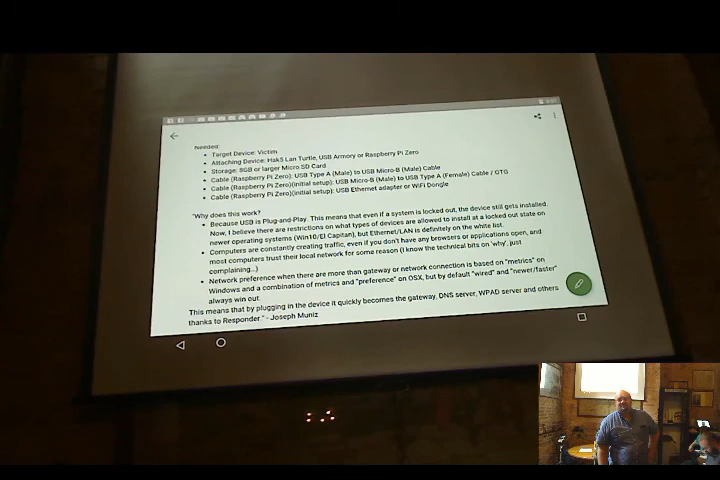 Needed:
Target Device: Victim
Attaching Device: Hak5 Lan Turtle, USB Armory or Raspberry Pi Zero
Storage: 8GB or larger Micro SD Card
Cable (Raspberry Pi Zero): USB Type A (Male) to USB Micro-B (Male) Cable
Cable (Raspberry Pi Zero)(initial setup): USB Micro-B (Male) to USB Type A (Female) Cable / OTG
Cable (Raspberry Pi Zero)(initial setup): USB Ethernet adapter or WiFi Dongle
"Why does this work?
Because USB is Plug-and-Play. This means that even if a system is locked out, the device still gets installed.
Now, I believe there are restrictions on what types of devices are allowed to install at a locked out state on
newer operating systems (Win10/El Capitan), but Ethernet/LAN is definitely on the white list.
Computers are constantly creating traffic, even if you don't have any browsers or applications open, and
most computers trust their local network for some reason (I know the technical bits on 'why', just
complaining...)
Network preference when there are more than gateway or network connection is based on "metrics" on
Windows and a combination of metrics and "preference" on OSX, but by default "wired" and "newer/faster"
always win out.
This means that by plugging in the device it quickly becomes the gateway, DNS server, WPAD server and others
thanks to Responder." - Joseph Muniz